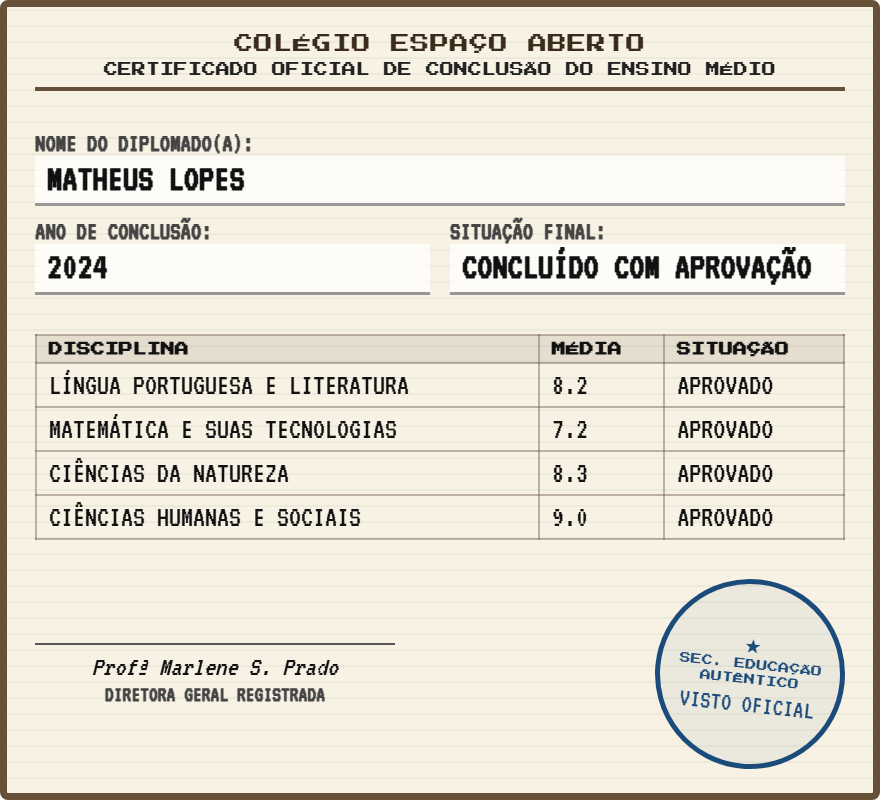 COLÉGIO ESPAÇO ABERTO
CERTIFICADO OFICIAL DE CONCLUSÃO DO ENSINO MÉDIO
NOME DO DIPLOMADO(A):
MATHEUS LOPES
ANO DE CONCLUSÃO: SITUAÇÃO FINAL:
2024 CONCLUÍDO COM APROVAÇÃO
DISCIPLINA MÉDIA SITUAÇÃO
LÍNGUA PORTUGUESA E LITERATURA 8.2 APROVADO
MATEMÁTICA E SUAS TECNOLOGIAS 7.2 APROVADO
CIÊNCIAS DA NATUREZA 8.3 APROVADO
CIÊNCIAS HUMANAS E SOCIAIS 9.0 APROVADO
Profª Marlene S. Prado
DIRETORA GERAL REGISTRADA
★
SEC. EDUCAÇÃO
AUTÊNTICO
VISTO OFICIAL